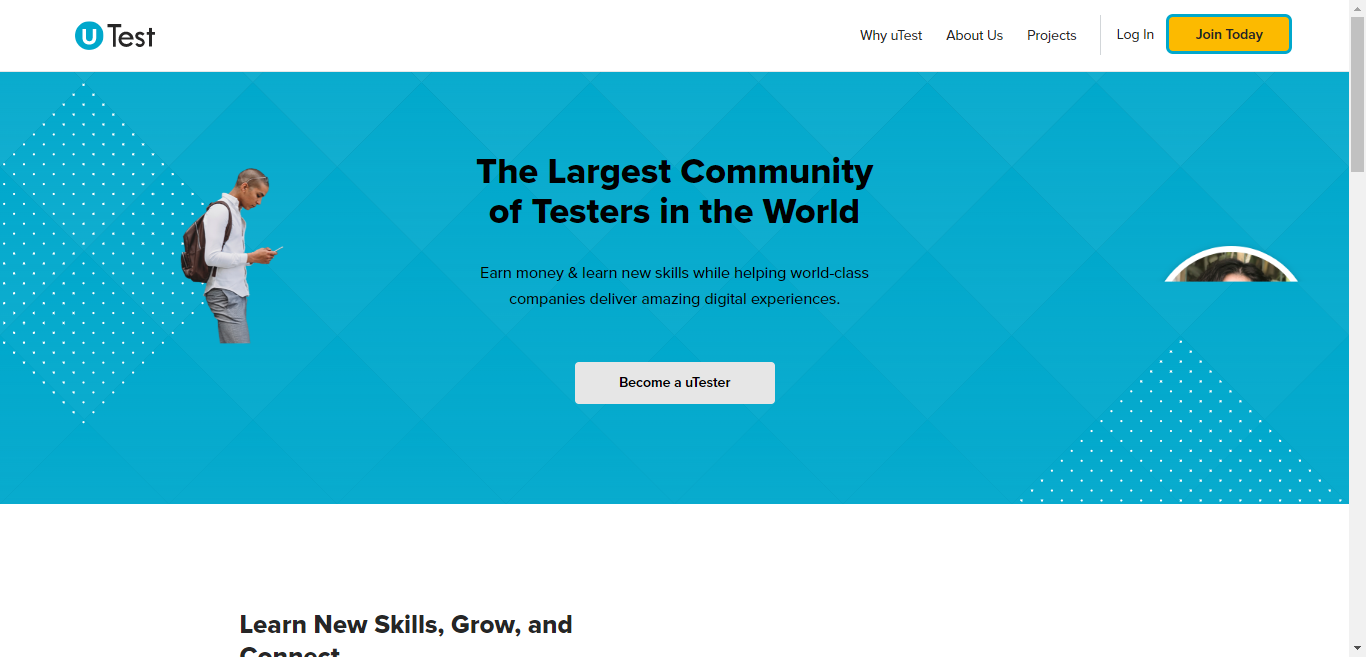 uTest
Why uTest
About Us
Projects
Log In
Join Today
The Largest Community
of Testers in the World
Earn money & learn new skills while helping world-class
companies deliver amazing digital experiences.
Become a uTester
Learn New Skills, Grow, and
Connect